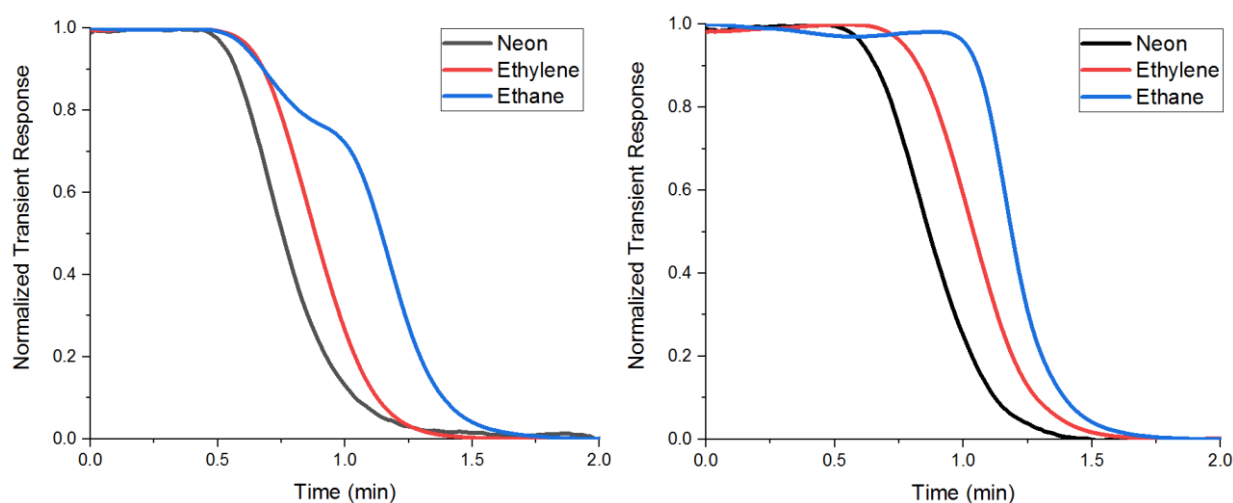 Normalized Transient Response
1.0
0.8
0.6
0.4
0.2
0.0
Neon
Ethylene
Ethane
0.0 0.5 1.0 1.5 2.0
Time (min)
Normalized Transient Response
1.0
0.8
0.6
0.4
0.2
0.0
Neon
Ethylene
Ethane
0.0 0.5 1.0 1.5 2.0
Time (min)